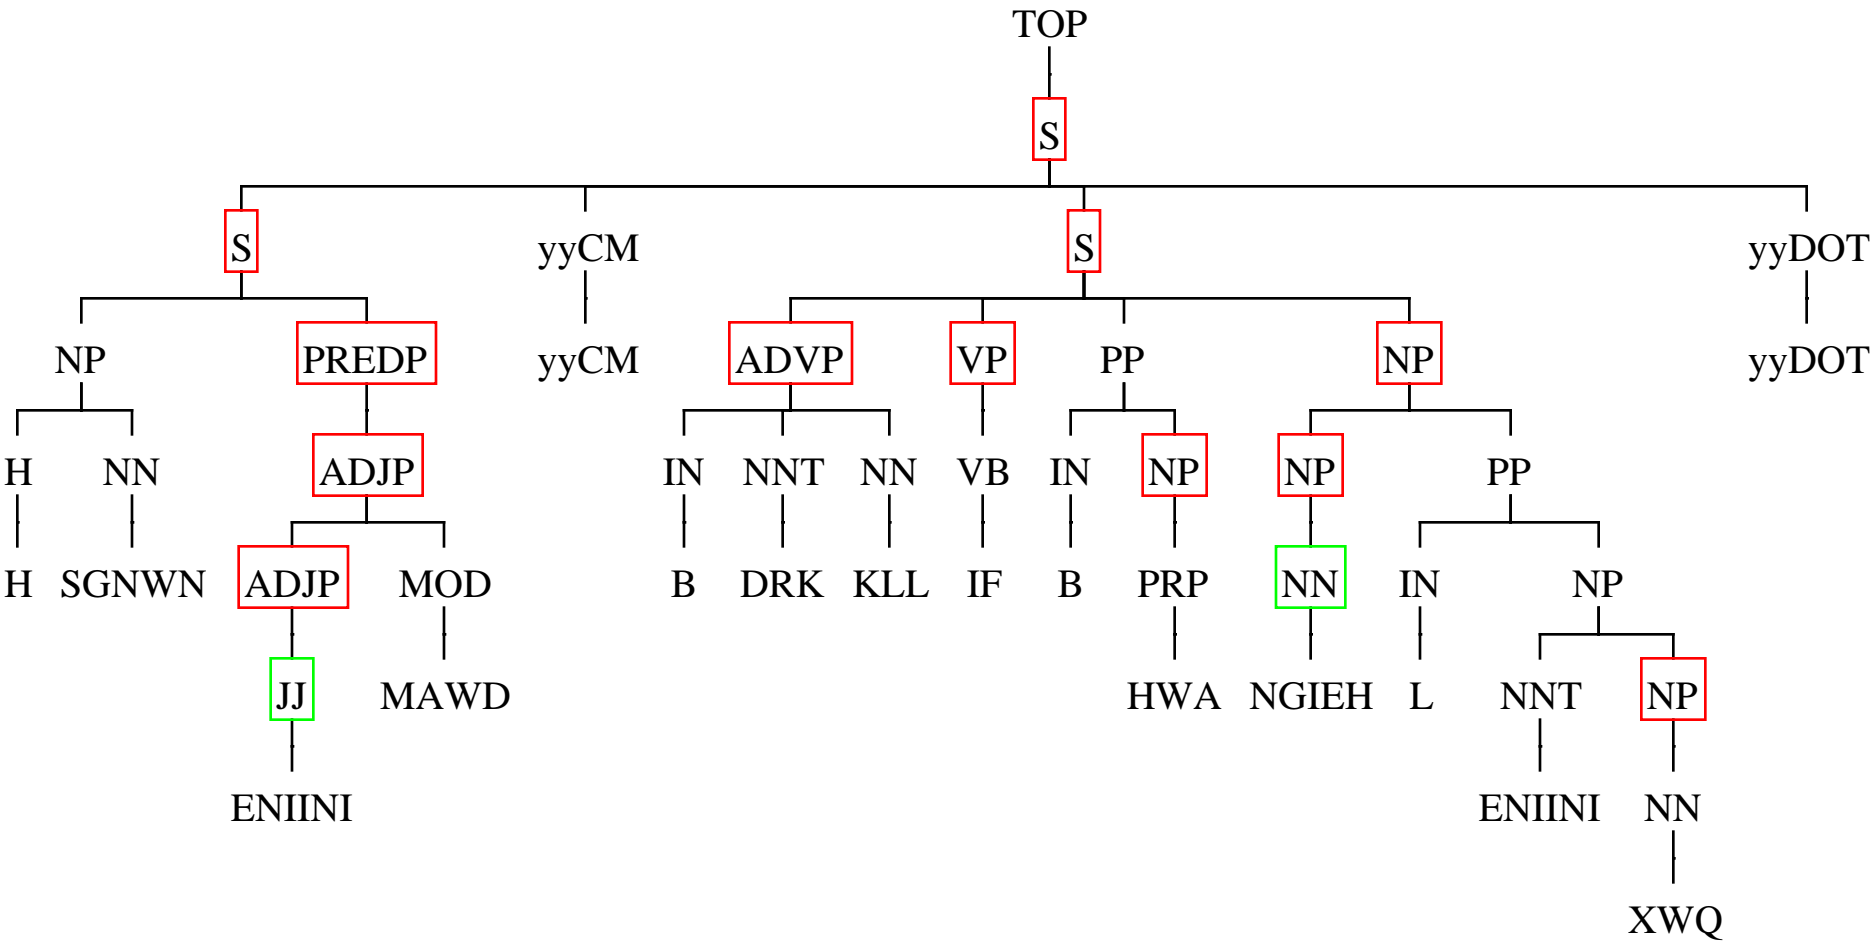 TOP
S
S yyCM S yyDOT
NP PREDP yyCM ADVP VP PP NP yyDOT
H NN ADJP IN NNT NN VB IN NP NP PP
H SGNWN ADJP MOD B DRK KLL IF B PRP NN IN NP
JJ MAWD HWA NGIEH L NNT NP
ENIINI ENIINI NN
XWQ